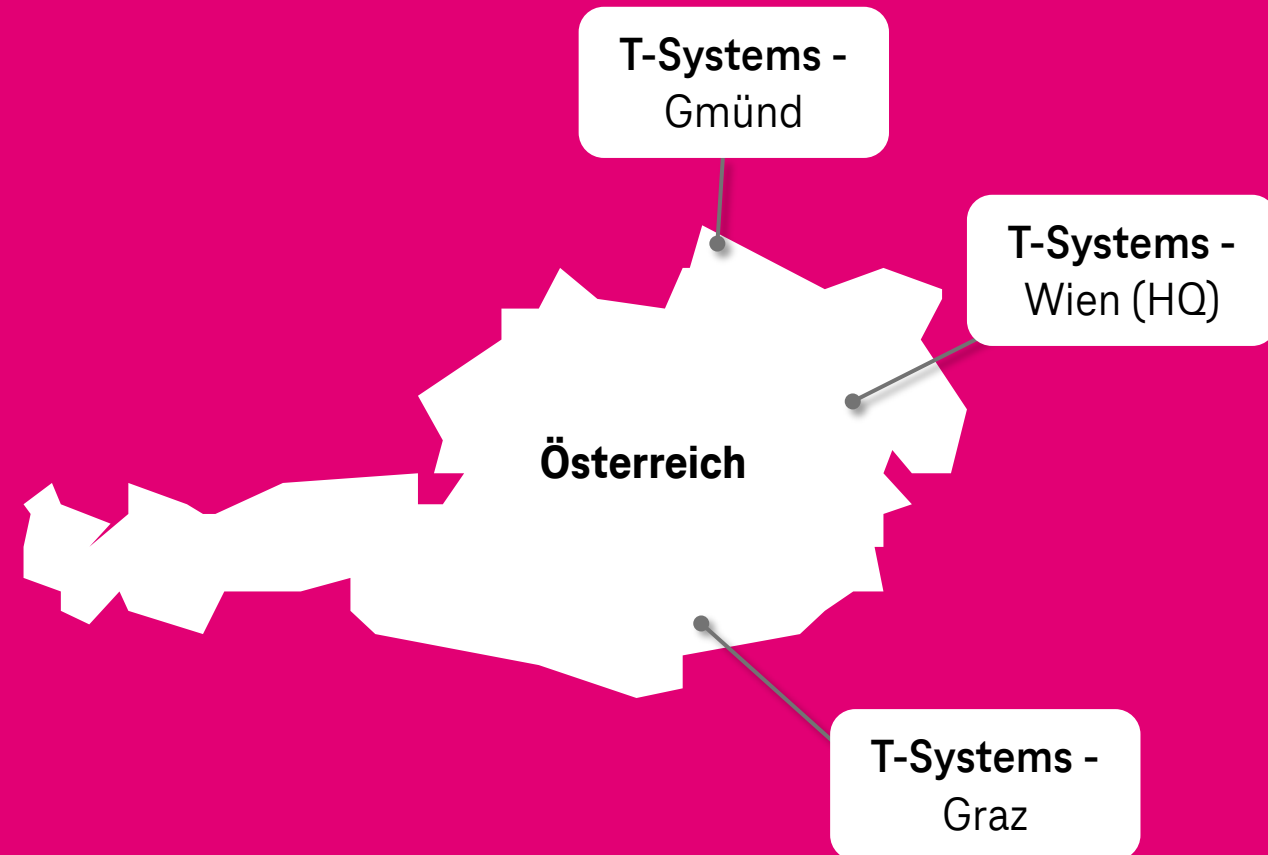 T-Systems -
Gmünd
T-Systems -
Wien (HQ)
Österreich
T-Systems -
Graz